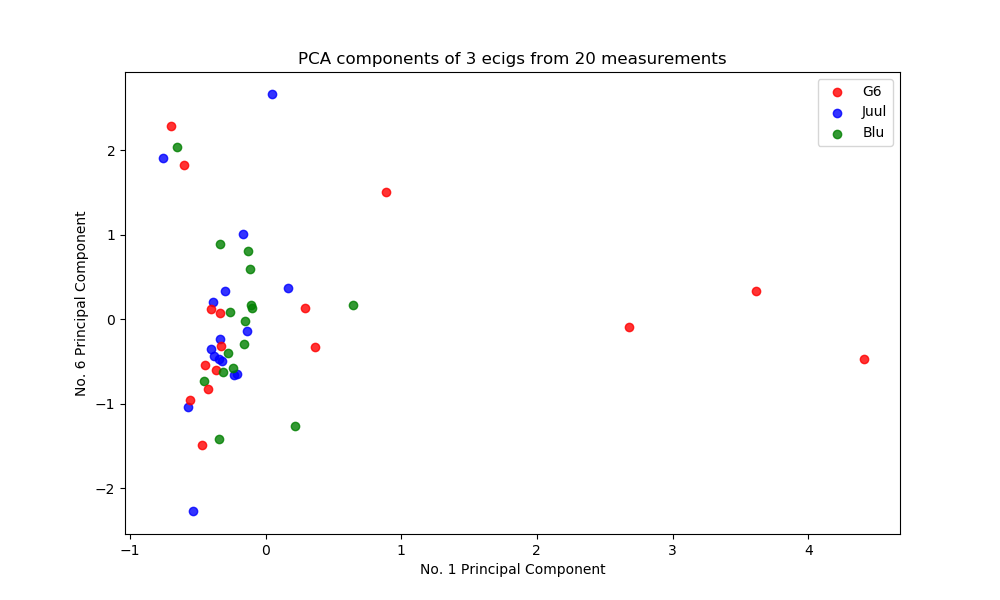 PCA components of 3 ecigs from 20 measurements
G6
Juul
Blu
No. 6 Principal Component
2
1
0
−1
−2
−1 0 1 2 3 4
No. 1 Principal Component